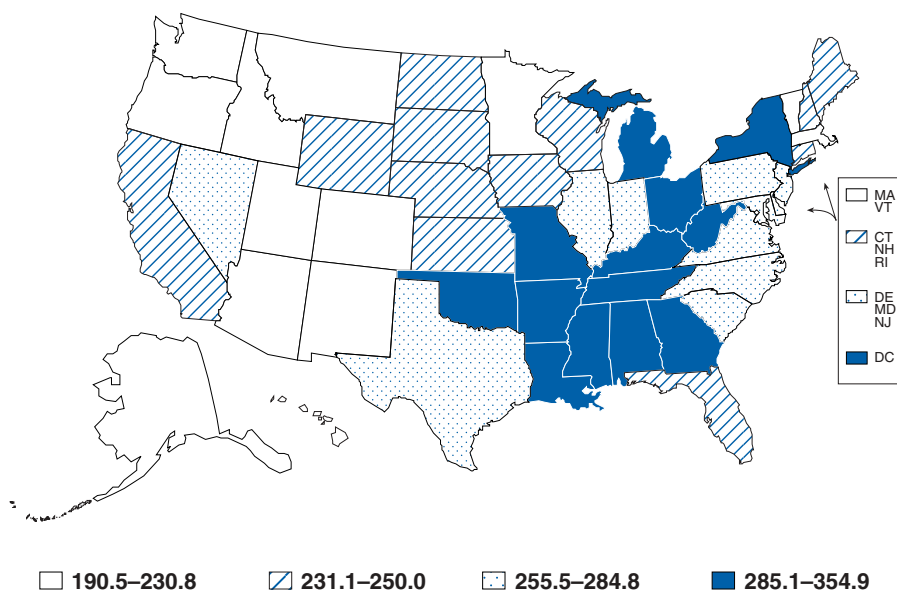 MA
VT
CT
NH
RI
DE
MD
NJ
DC
190.5–230.8 231.1–250.0 255.5–284.8 285.1–354.9